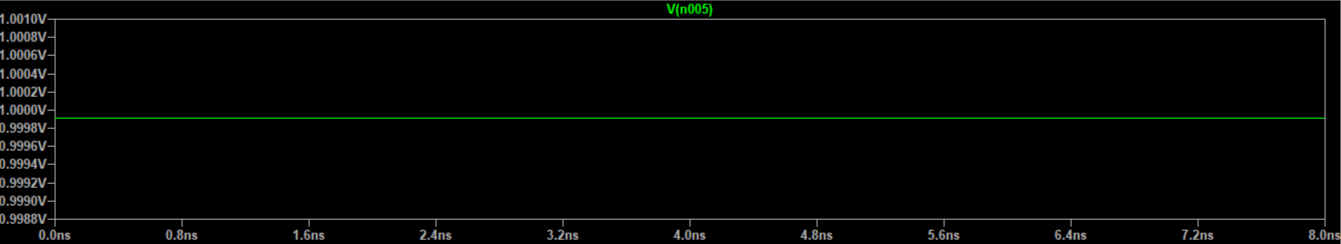 V(n005)
1.0010V
1.0008V
1.0006V
1.0004V
1.0002V
1.0000V
0.9998V
0.9996V
0.9994V
0.9992V
0.9990V
0.9988V
0.0ns 0.8ns 1.6ns 2.4ns 3.2ns 4.0ns 4.8ns 5.6ns 6.4ns 7.2ns 8.0ns